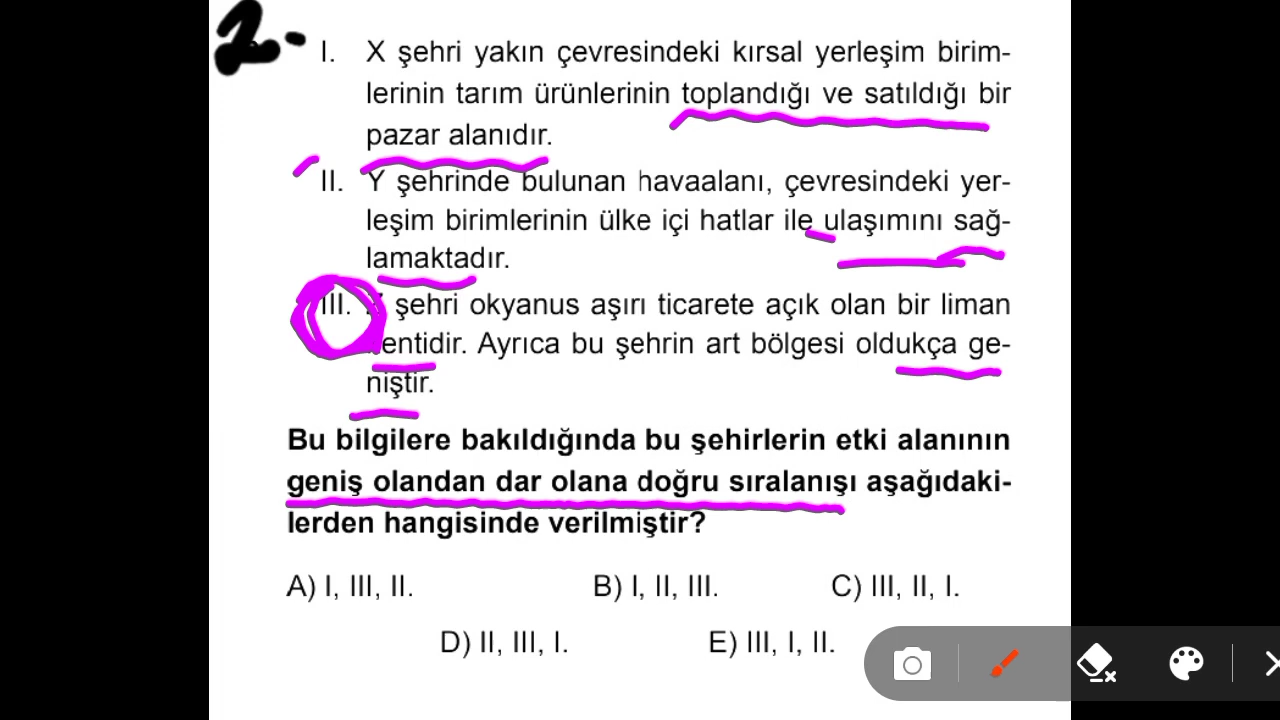 2-
I. X şehri yakın çevresindeki kırsal yerleşim birim-
lerinin tarım ürünlerinin toplandığı ve satıldığı bir
pazar alanıdır.
II. Y şehrinde bulunan havaalanı, çevresindeki yer-
leşim birimlerinin ülke içi hatlar ile ulaşımını sağ-
lamaktadır.
III. şehri okyanus aşırı ticarete açık olan bir liman
kentidir. Ayrıca bu şehrin art bölgesi oldukça ge-
niştir.
Bu bilgilere bakıldığında bu şehirlerin etki alanının
geniş olandan dar olana doğru sıralanışı aşağıdaki-
lerden hangisinde verilmiştir?
A) I, III, II. B) I, II, III. C) III, II, I.
D) II, III, I. E) III, I, II.